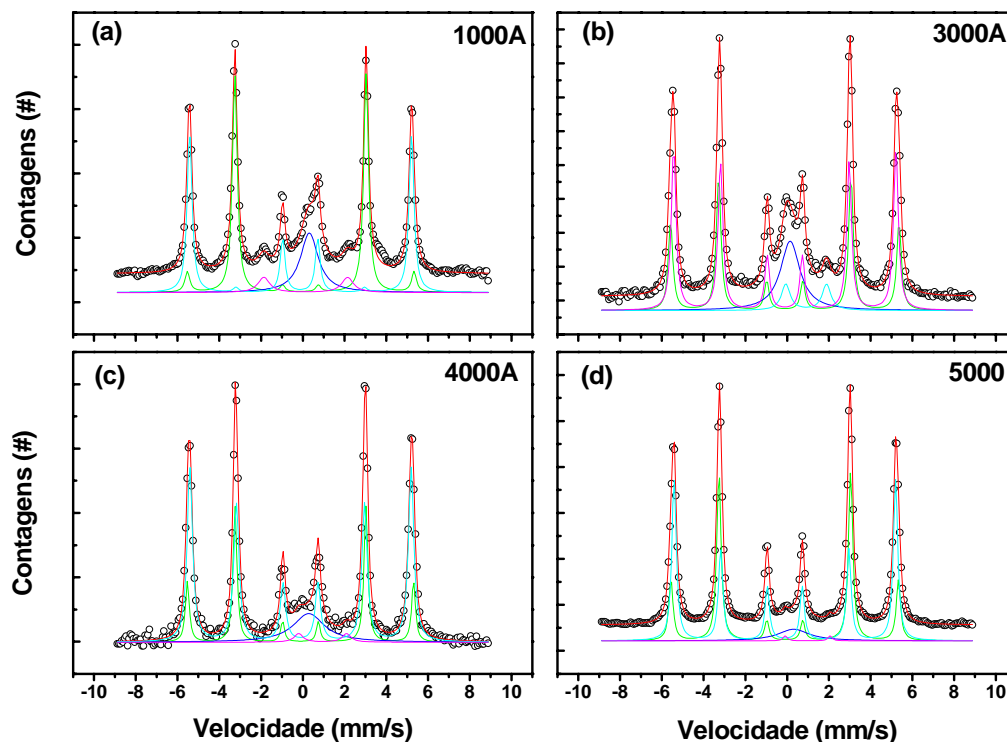 (a)
1000A
(b)
3000A
Contagens (#)
(c)
4000A
(d)
5000
Contagens (#)
-10 -8 -6 -4 -2 0 2 4 6 8 10
-10 -8 -6 -4 -2 0 2 4 6 8 10
Velocidade (mm/s)
Velocidade (mm/s)